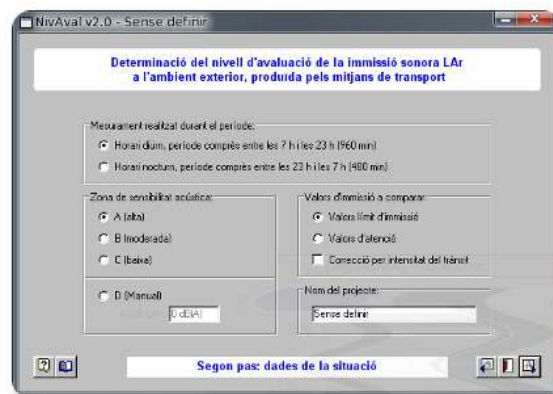 NivAval v2.0 - Sense definir
Determinació del nivell d'avaluació de la immissió sonora LAr
a l'ambient exterior, produïda pels mitjans de transport
Mesurament realitzat durant el període:
Horari diurn, període comprès entre les 7 h i les 23 h (960 min)
Horari nocturn, període comprès entre les 23 h i les 7 h (480 min)
Zona de sensibilitat acústica:
A (alta)
B (moderada)
C (baixa)
D (Manual)
0 dB(A)
Valors d'immissió a comparar
Valors límit d'immissió
Valors d'atenció
Correcció per intensitat del trànsit
Nom del projecte:
Sense definir
Segon pas: dades de la situació